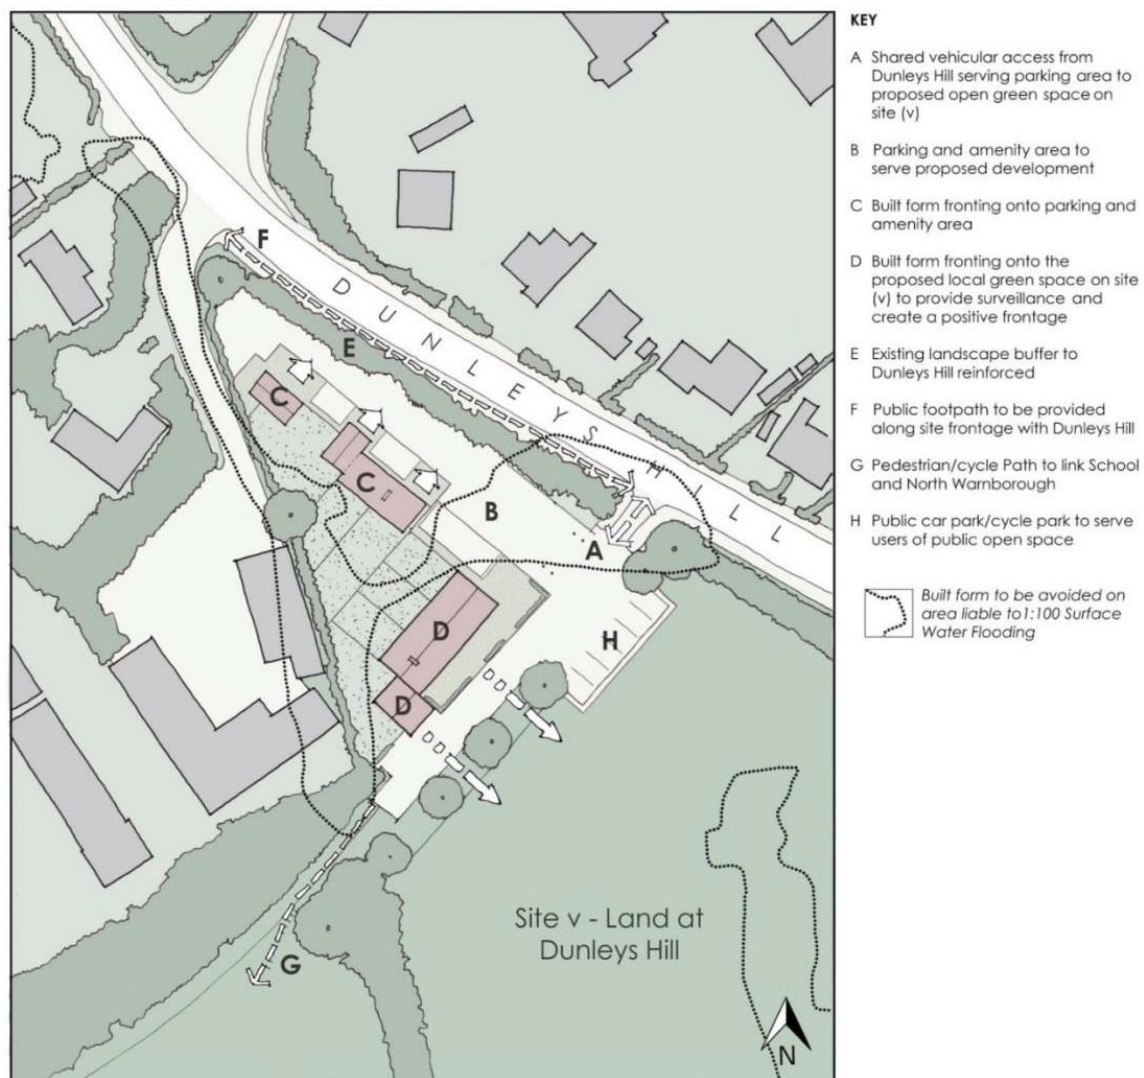 KEY
A Shared vehicular access from
Dunleys Hill serving parking area to
proposed open green space on
site (v)
B Parking and amenity area to
serve proposed development
C Built form fronting onto parking and
amenity area
D Built form fronting onto the
proposed local green space on site
(v) to provide surveillance and
create a positive frontage
E Existing landscape buffer to
Dunleys Hill reinforced
F Public footpath to be provided
along site frontage with Dunleys Hill
G Pedestrian/cycle Path to link School
and North Warnborough
H Public car park/cycle park to serve
users of public open space
Built form to be avoided on
area liable to1:100 Surface
Water Flooding
F
DUNLEYS HILL
E
C
C
B
A
D
H
D
G
Site v - Land at
Dunleys Hill
N